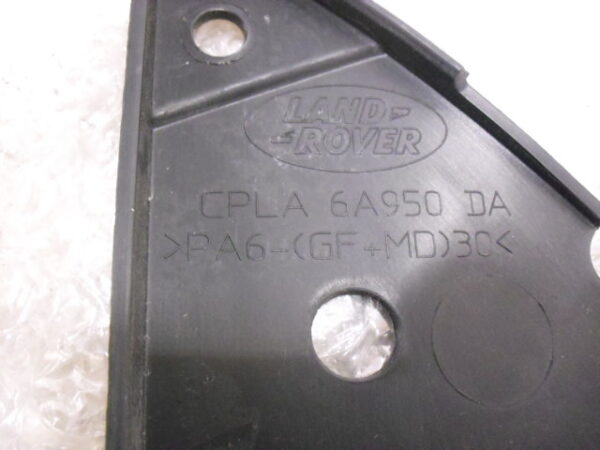 LAND-
-ROVER
CPLA 6A950 DA
>PA6-(GF+MD)30<